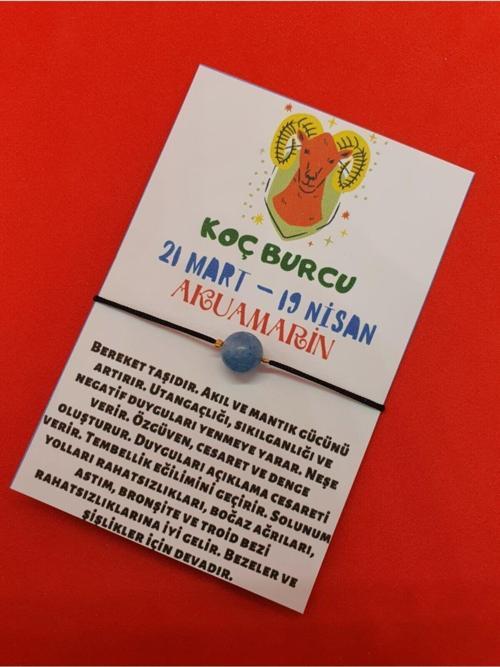 KOÇ BURCU
21 MART – 19 NİSAN
AKUAMARİN
BEREKET TAŞIDIR. AKIL VE MANTIK GÜCÜNÜ
ARTIRIR. UTANGAÇLIĞI, SIKILGANLIĞI VE
NEGATİF DUYGULARI YENMEYE YARAR. NEŞE
VERİR. ÖZGÜVEN, CESARET VE DENGE
OLUŞTURUR. DUYGULARI AÇIKLAMA CESARETİ
VERİR. TEMBELLİK EĞİLİMİNİ GEÇİRİR. SOLUNUM
YOLLARI RAHATSIZLIKLARI, BOĞAZ AĞRILARI,
ASTIM, BRONŞİTE VE TROİD BEZİ
RAHATSIZLIKLARINA İYİ GELİR. BEZELER VE
ŞİŞLİKLER İÇİN DEVADIR.